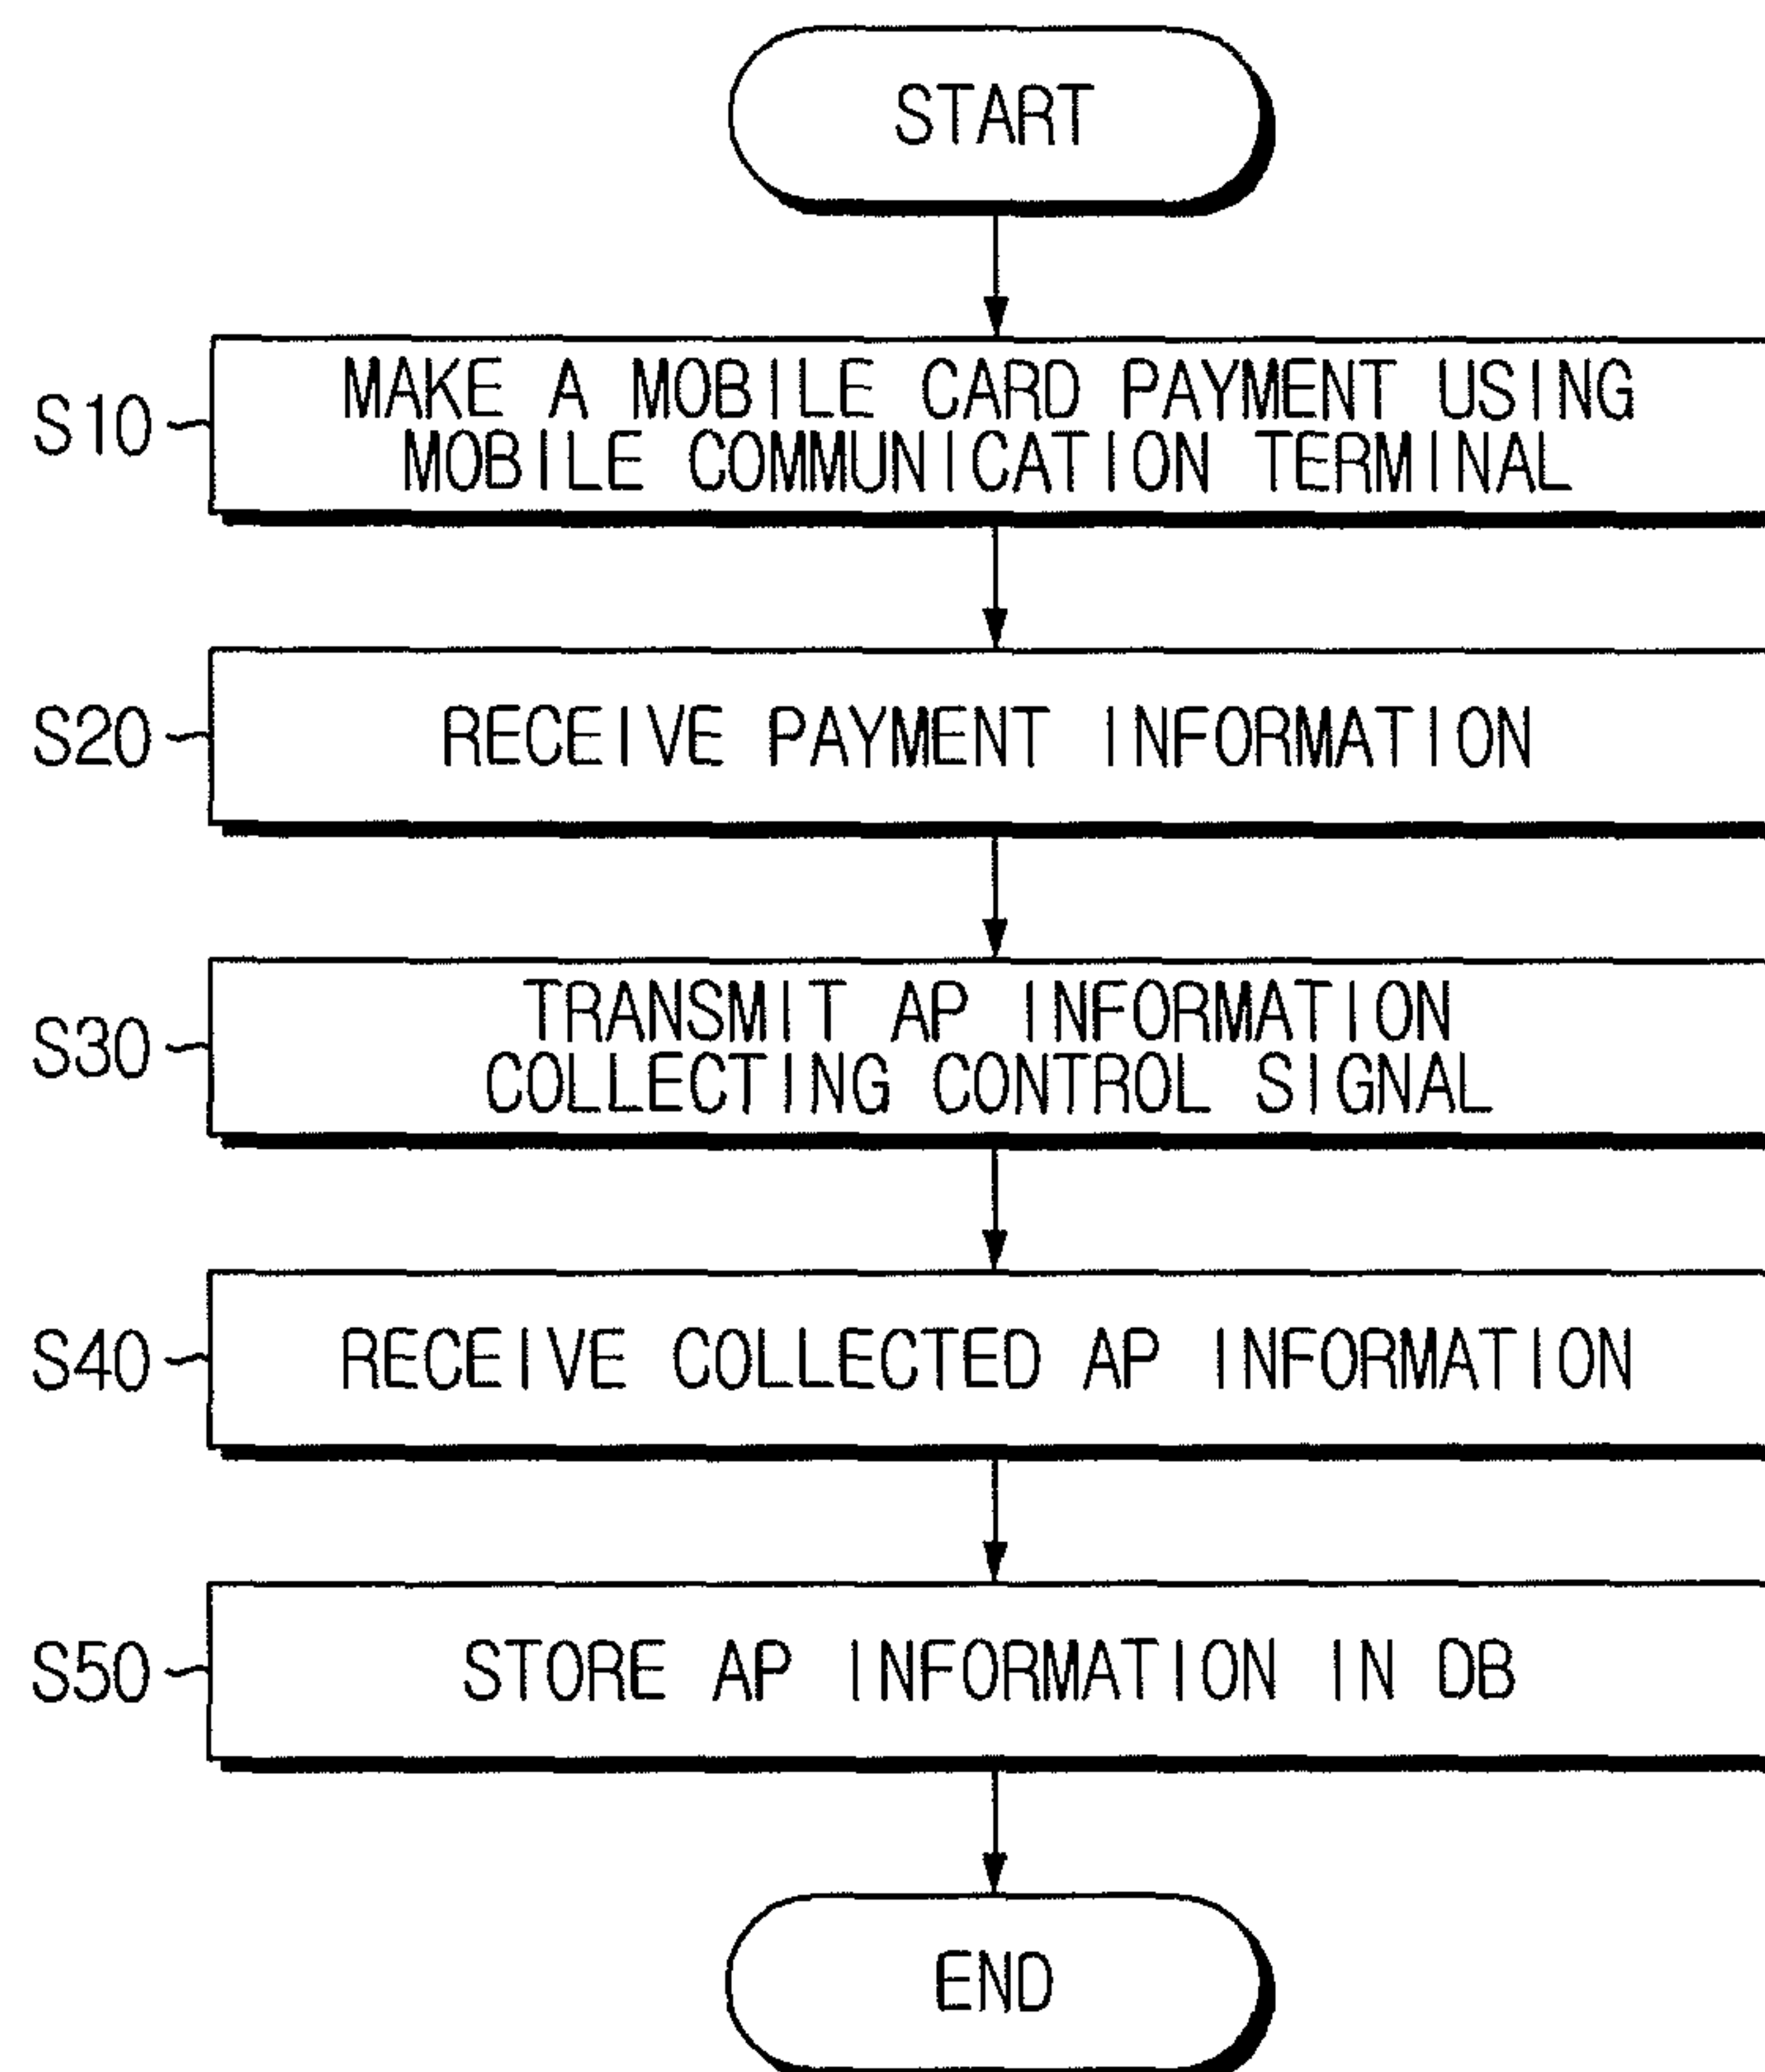 START
S10
MAKE A MOBILE CARD PAYMENT USING
MOBILE COMMUNICATION TERMINAL
S20
RECEIVE PAYMENT INFORMATION
S30
TRANSMIT AP INFORMATION
COLLECTING CONTROL SIGNAL
S40
RECEIVE COLLECTED AP INFORMATION
S50
STORE AP INFORMATION IN DB
END